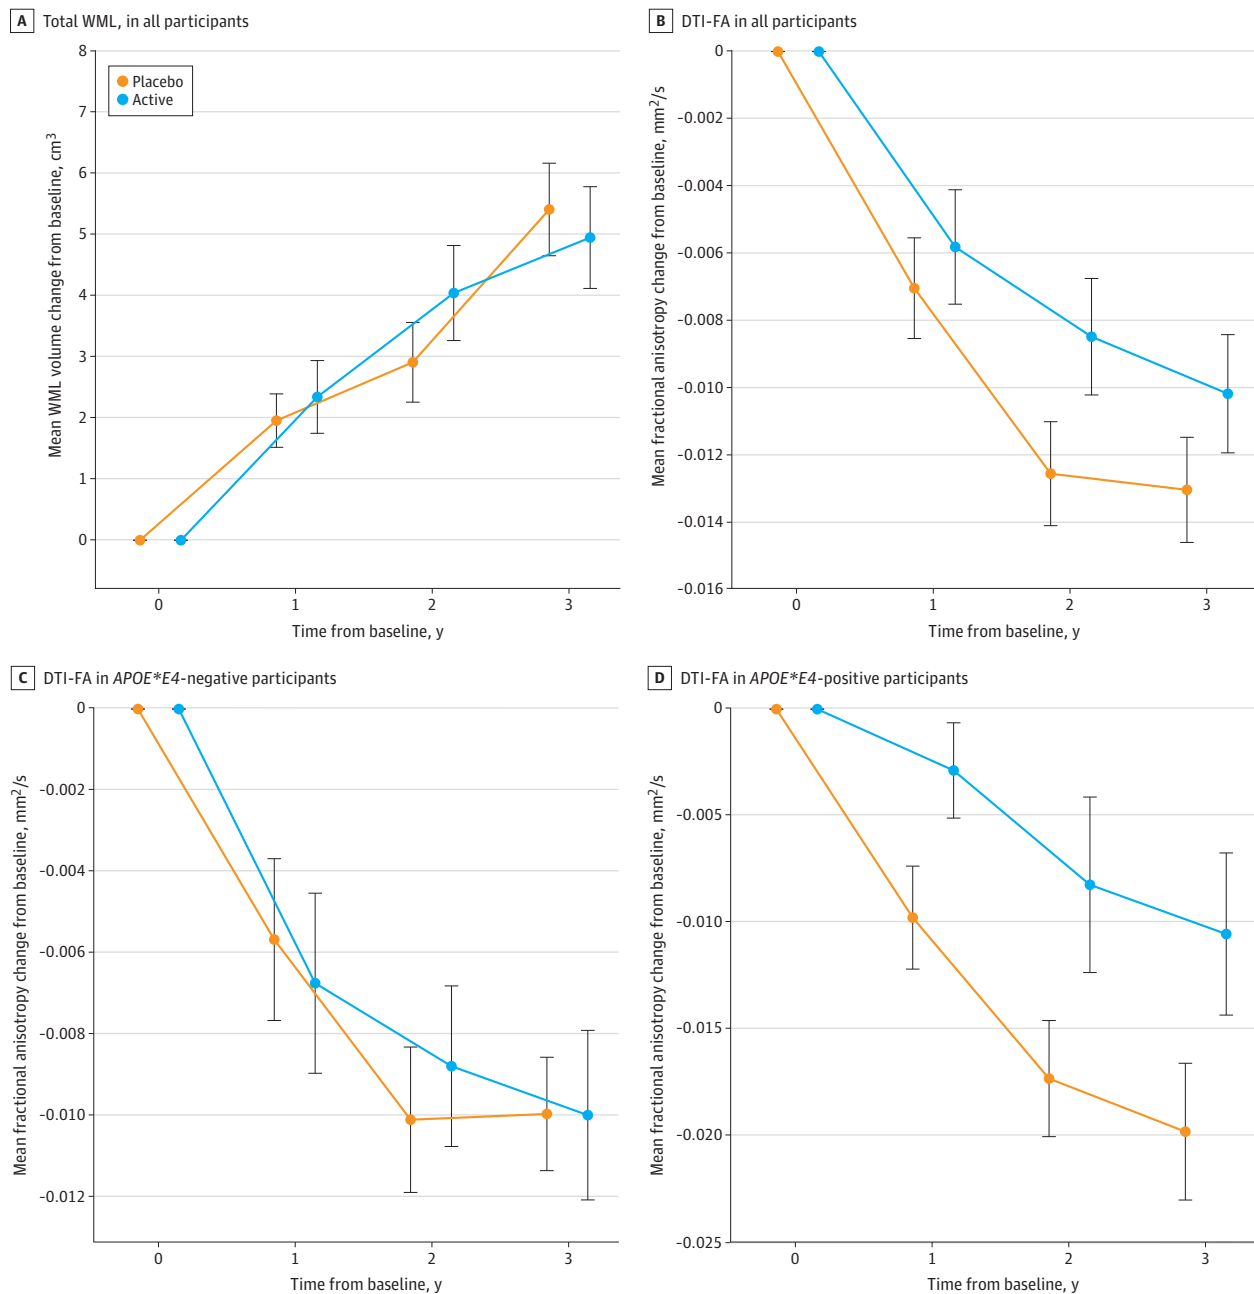 A Total WML, in all participants
Mean WML volume change from baseline, cm³
8
7
6
5
4
3
2
1
0
Placebo
Active
0 1 2 3
Time from baseline, y
B DTI-FA in all participants
Mean fractional anisotropy change from baseline, mm²/s
0
-0.002
-0.004
-0.006
-0.008
-0.010
-0.012
-0.014
-0.016
0 1 2 3
Time from baseline, y
C DTI-FA in APOE*E4-negative participants
Mean fractional anisotropy change from baseline, mm²/s
0
-0.002
-0.004
-0.006
-0.008
-0.010
-0.012
0 1 2 3
Time from baseline, y
D DTI-FA in APOE*E4-positive participants
Mean fractional anisotropy change from baseline, mm²/s
0
-0.005
-0.010
-0.015
-0.020
-0.025
0 1 2 3
Time from baseline, y